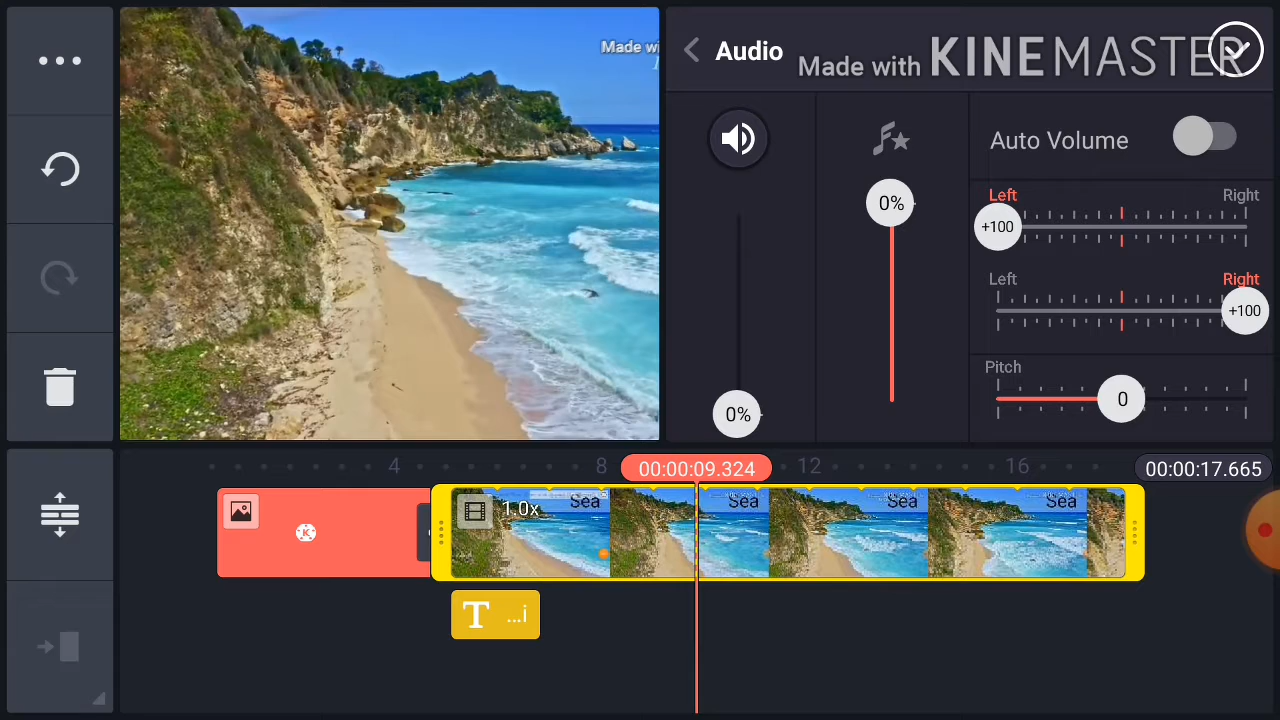 Made wi
Audio
Made with KINEMASTER
0%
0%
Auto Volume
Left
Right
+100
Left
Right
+100
Pitch
0
4
8
00:00:09.324
12
16
00:00:17.665
1.0x
Sea
Sea
Sea
Sea
T ...i
K